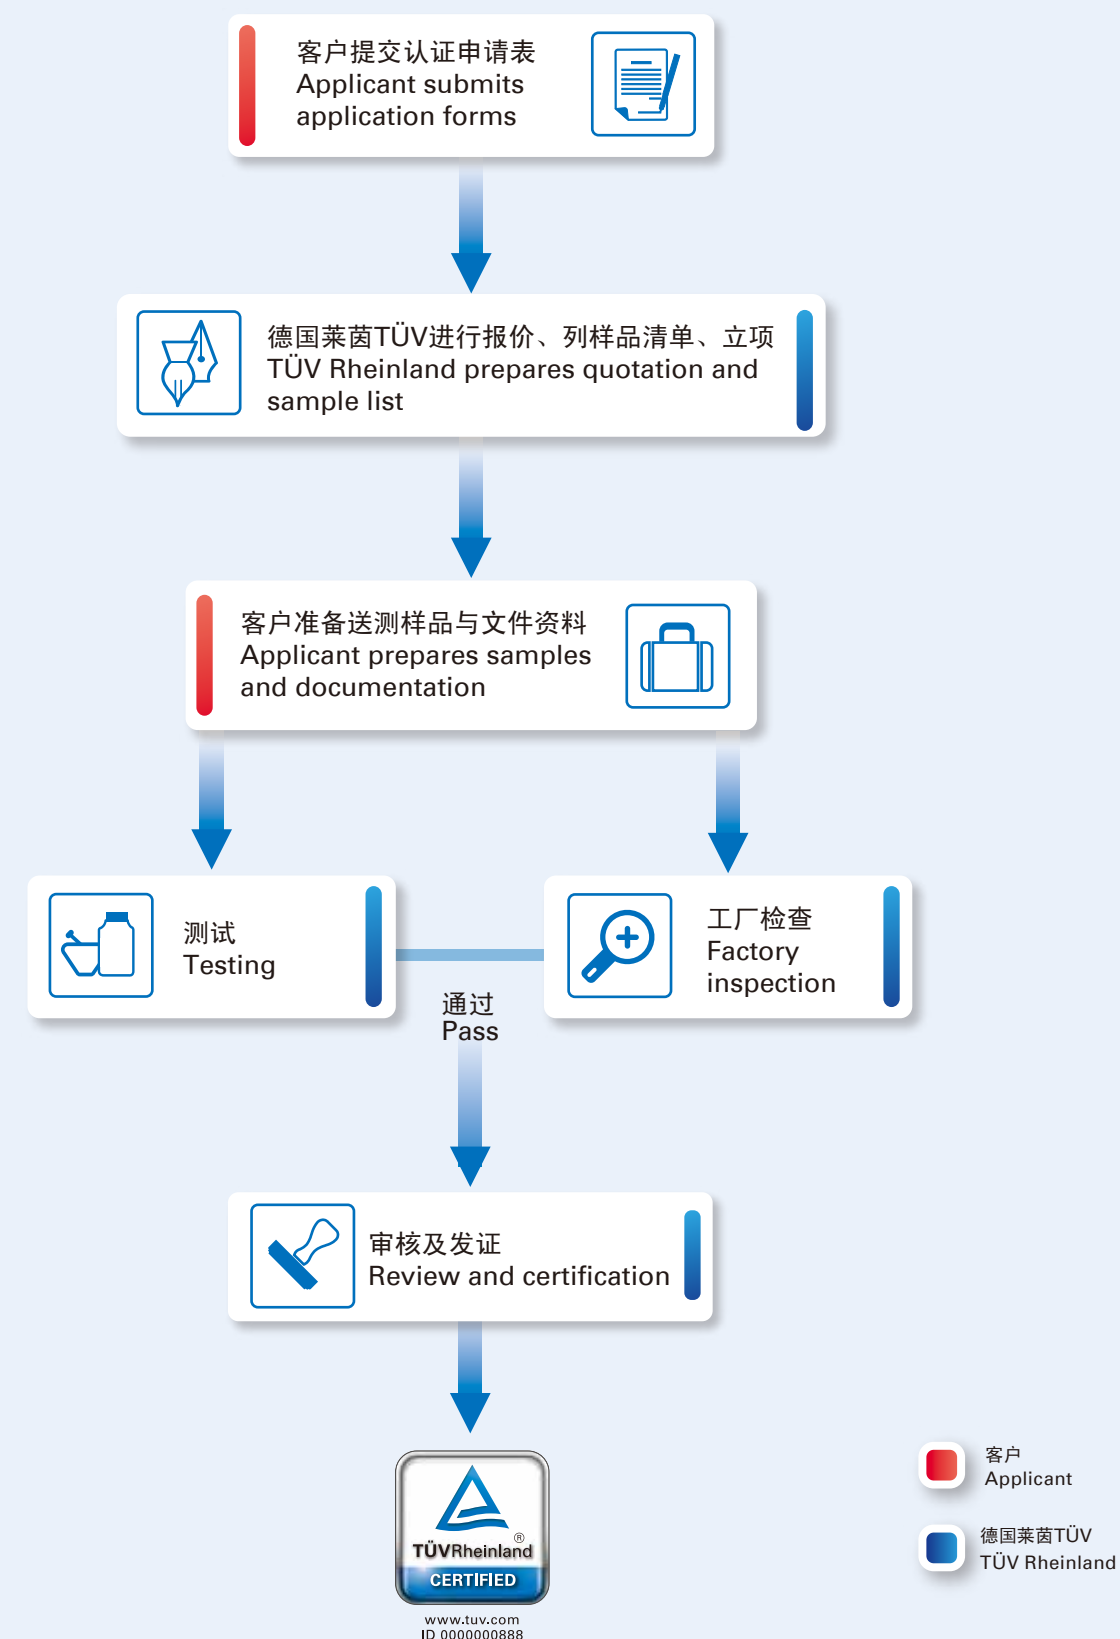 客户提交认证申请表
Applicant submits
application forms
德国莱茵TÜV进行报价、列样品清单、立项
TÜV Rheinland prepares quotation and
sample list
客户准备送测样品与文件资料
Applicant prepares samples
and documentation
测试
Testing
工厂检查
Factory
inspection
通过
Pass
审核及发证
Review and certification
TÜVRheinland®
CERTIFIED
www.tuv.com
ID 0000000888
客户
Applicant
德国莱茵TÜV
TÜV Rheinland